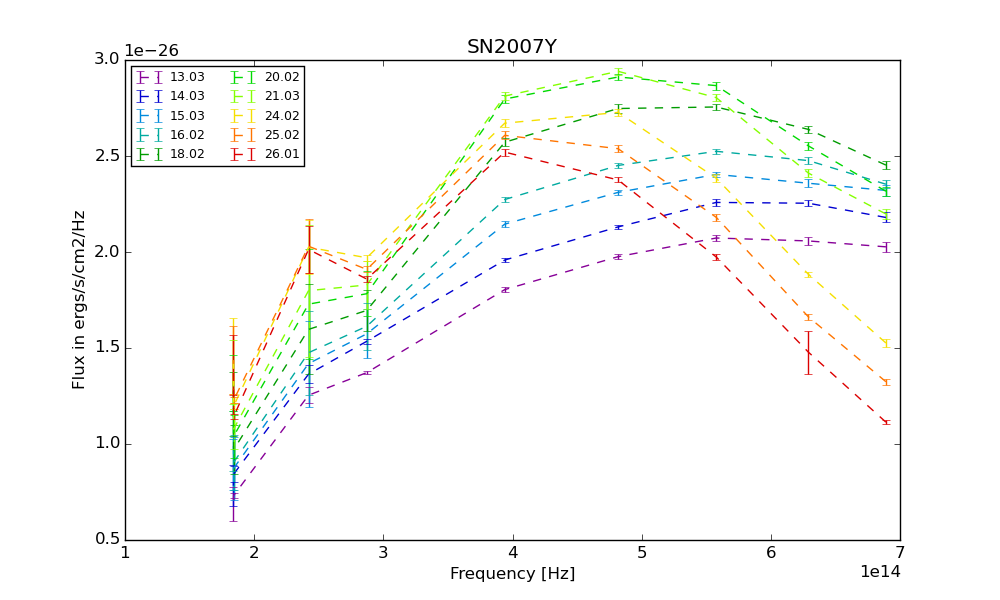 SN2007Y
1e−26
3.0
2.5
2.0
1.5
1.0
0.5
Flux in ergs/s/cm2/Hz
13.03 20.02
14.03 21.03
15.03 24.02
16.02 25.02
18.02 26.01
1 2 3 4 5 6 7
1e14
Frequency [Hz]